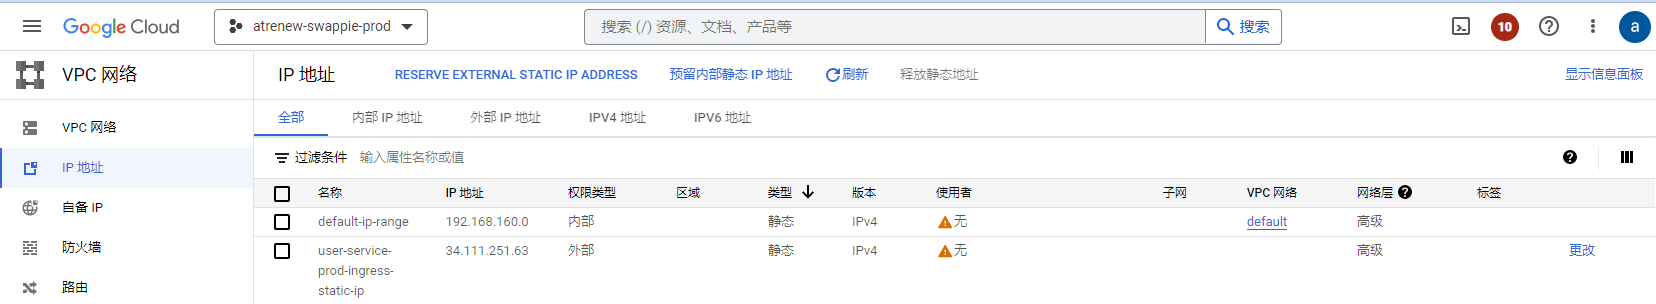 Google Cloud
atrenew-swappie-prod
搜索 (/) 资源、文档、产品等
搜索
10
a
VPC 网络
IP 地址
RESERVE EXTERNAL STATIC IP ADDRESS
预留内部静态 IP 地址
刷新
释放静态地址
显示信息面板
VPC 网络
IP 地址
自备 IP
防火墙
路由
全部
内部 IP 地址
外部 IP 地址
IPV4 地址
IPV6 地址
过滤条件 输入属性名称或值
名称 IP 地址 权限类型 区域 类型 版本 使用者 子网 VPC 网络 网络层 标签
default-ip-range 192.168.160.0 内部 静态 IPv4 无 default 高级
user-service- 34.111.251.63 外部 静态 IPv4 无 高级 更改
prod-ingress-
static-ip